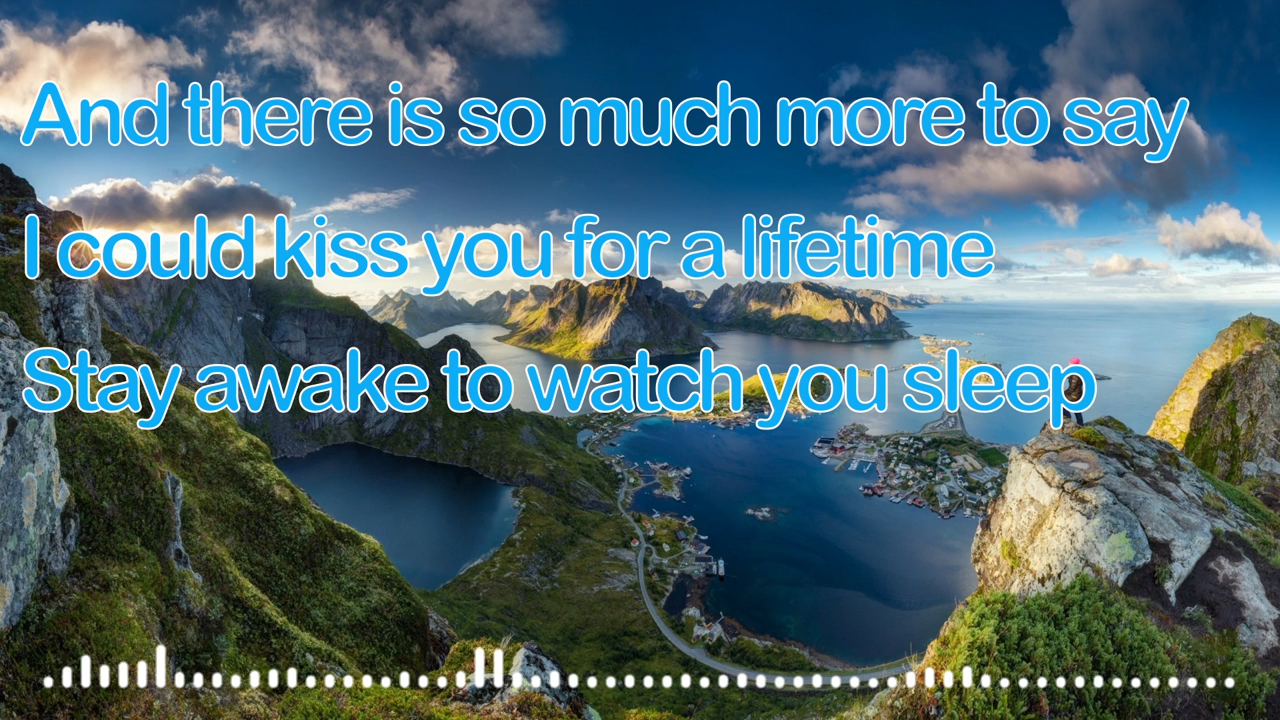 And there is so much more to say
I could kiss you for a lifetime
Stay awake to watch you sleep